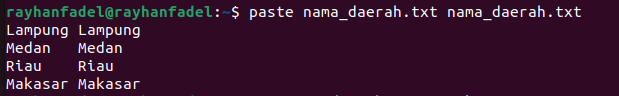 rayhanfadel@rayhanfadel:~$ paste nama_daerah.txt nama_daerah.txt
Lampung Lampung
Medan Medan
Riau Riau
Makasar Makasar